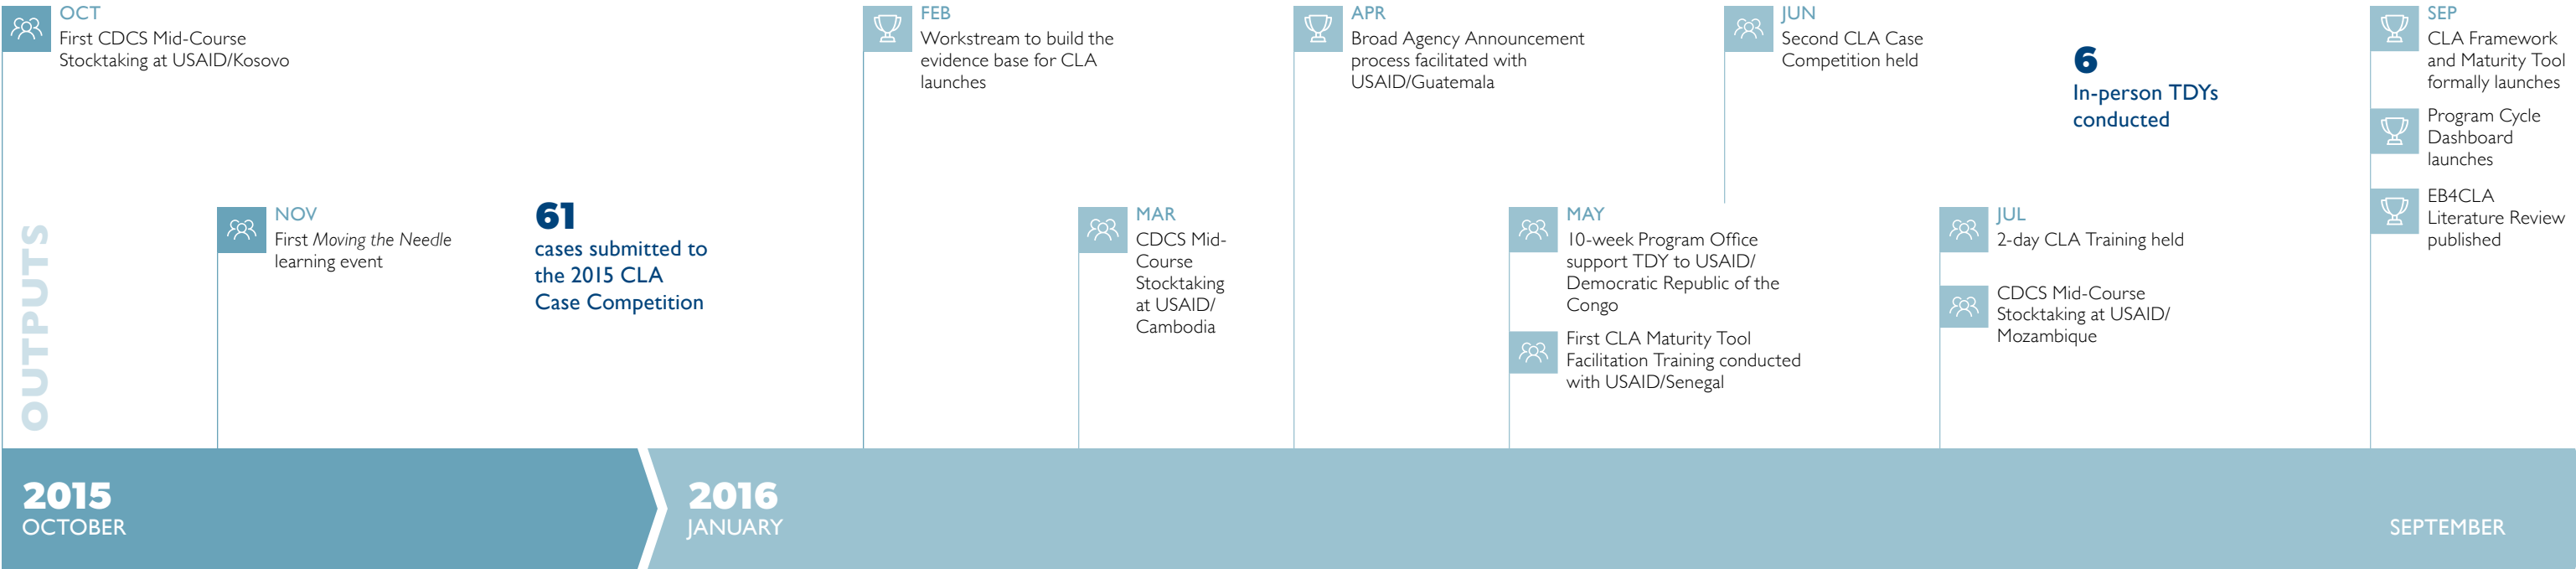 OCT
First CDCS Mid-Course
Stocktaking at USAID/Kosovo
NOV
First Moving the Needle
learning event
61
cases submitted to
the 2015 CLA
Case Competition
FEB
Workstream to build the
evidence base for CLA
launches
MAR
CDCS Mid-
Course
Stocktaking
at USAID/
Cambodia
APR
Broad Agency Announcement
process facilitated with
USAID/Guatemala
MAY
10-week Program Office
support TDY to USAID/
Democratic Republic of the
Congo
First CLA Maturity Tool
Facilitation Training conducted
with USAID/Senegal
JUN
Second CLA Case
Competition held
JUL
2-day CLA Training held
CDCS Mid-Course
Stocktaking at USAID/
Mozambique
6
In-person TDYs
conducted
SEP
CLA Framework
and Maturity Tool
formally launches
Program Cycle
Dashboard
launches
EB4CLA
Literature Review
published
OUTPUTS
2015
OCTOBER
2016
JANUARY
SEPTEMBER